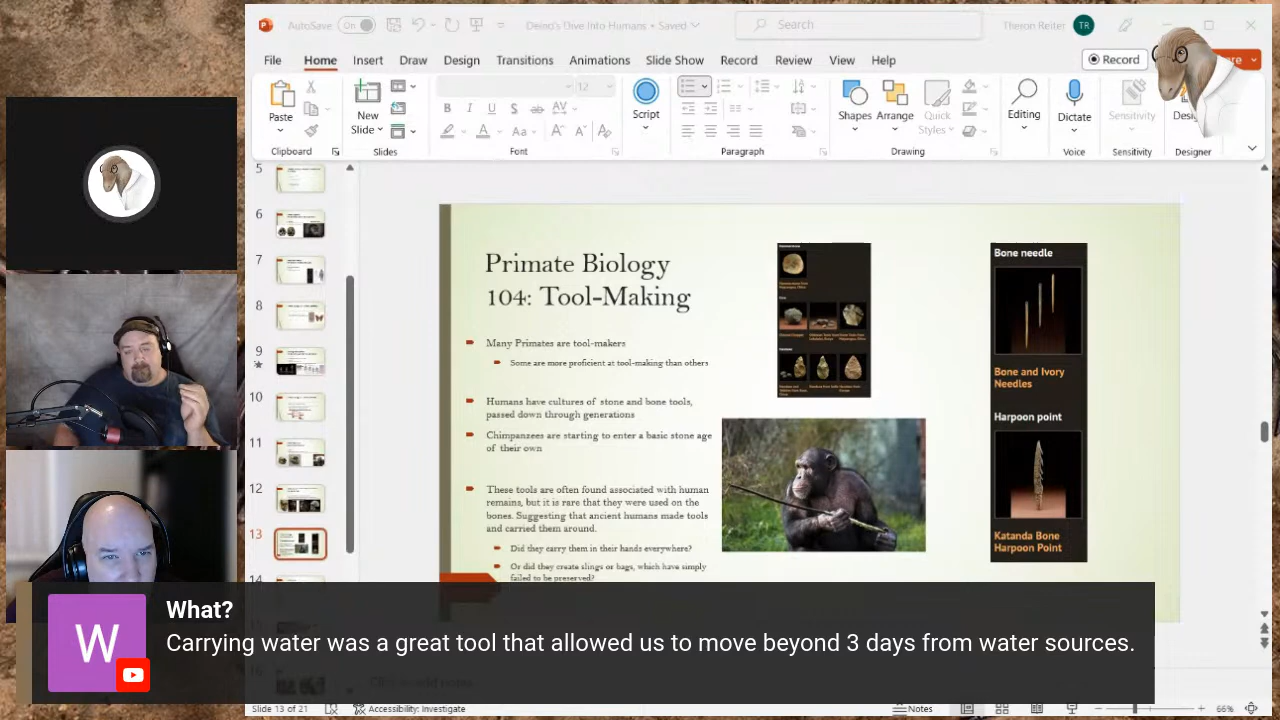 AutoSave
On
Deino's Dive Into Humans • Saved
Search
Theron Reiter
TR
File
Home
Insert
Draw
Design
Transitions
Animations
Slide Show
Record
Review
View
Help
Record
Paste
New
Slide
12
B I U S ab AV
Aa A A
Script
Shapes
Arrange
Quick
Styles
Editing
Dictate
Sensitivity
Clipboard
Slides
Font
Paragraph
Drawing
Voice
Sensitivity
Designer
5
6
7
8
9
10
11
12
13
14
16
Primate Biology
104: Tool-Making
Many Primates are tool-makers
Some are more proficient at tool-making than others
Humans have cultures of stone and bone tools,
passed down through generations
Chimpanzees are starting to enter a basic stone age
of their own
These tools are often found associated with human
remains, but it is rare that they were used on the
bones. Suggesting that ancient humans made tools
and carried them around.
Did they carry them in their hands everywhere?
Or did they create slings or bags, which have simply
failed to be preserved?
Bone needle
Bone and Ivory
Needles
Harpoon point
Katanda Bone
Harpoon Point
W
What?
Carrying water was a great tool that allowed us to move beyond 3 days from water sources.
Slide 13 of 21
Accessibility: Investigate
Notes
66%